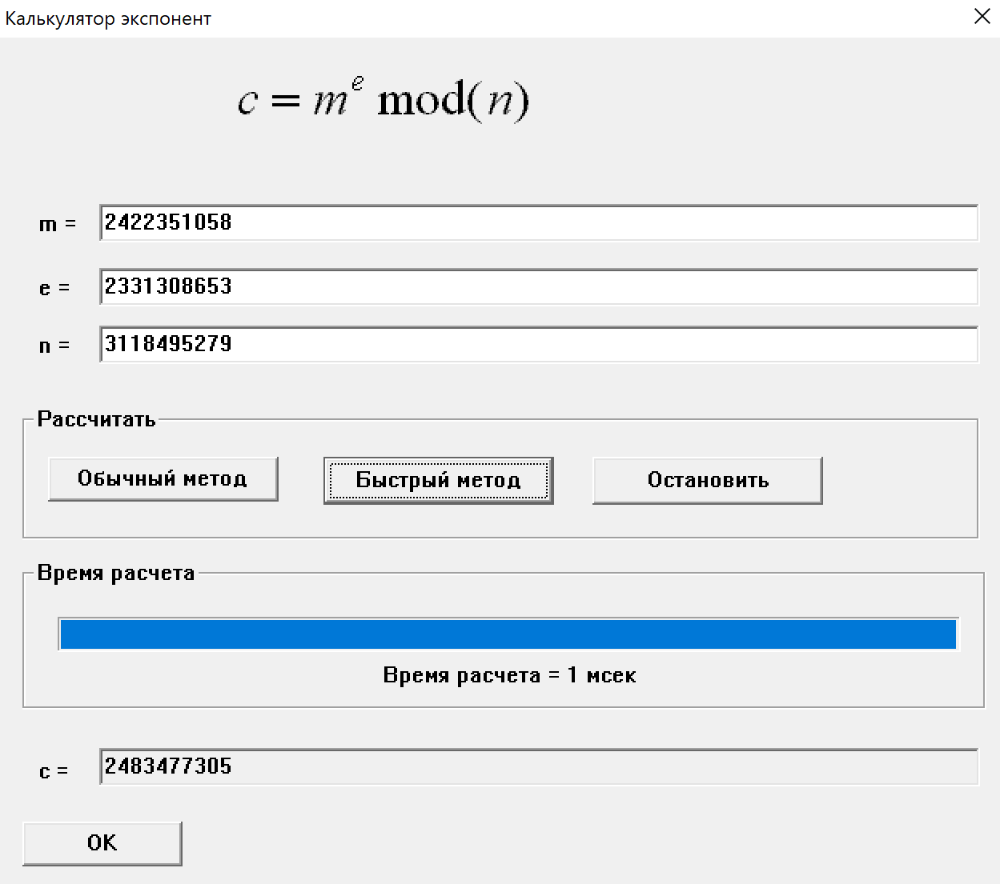 Калькулятор экспонент
c = m^e mod(n)
m = 2422351058
e = 2331308653
n = 3118495279
Рассчитать
Обычный метод Быстрый метод Остановить
Время расчета
Время расчета = 1 мсек
c = 2483477305
OK